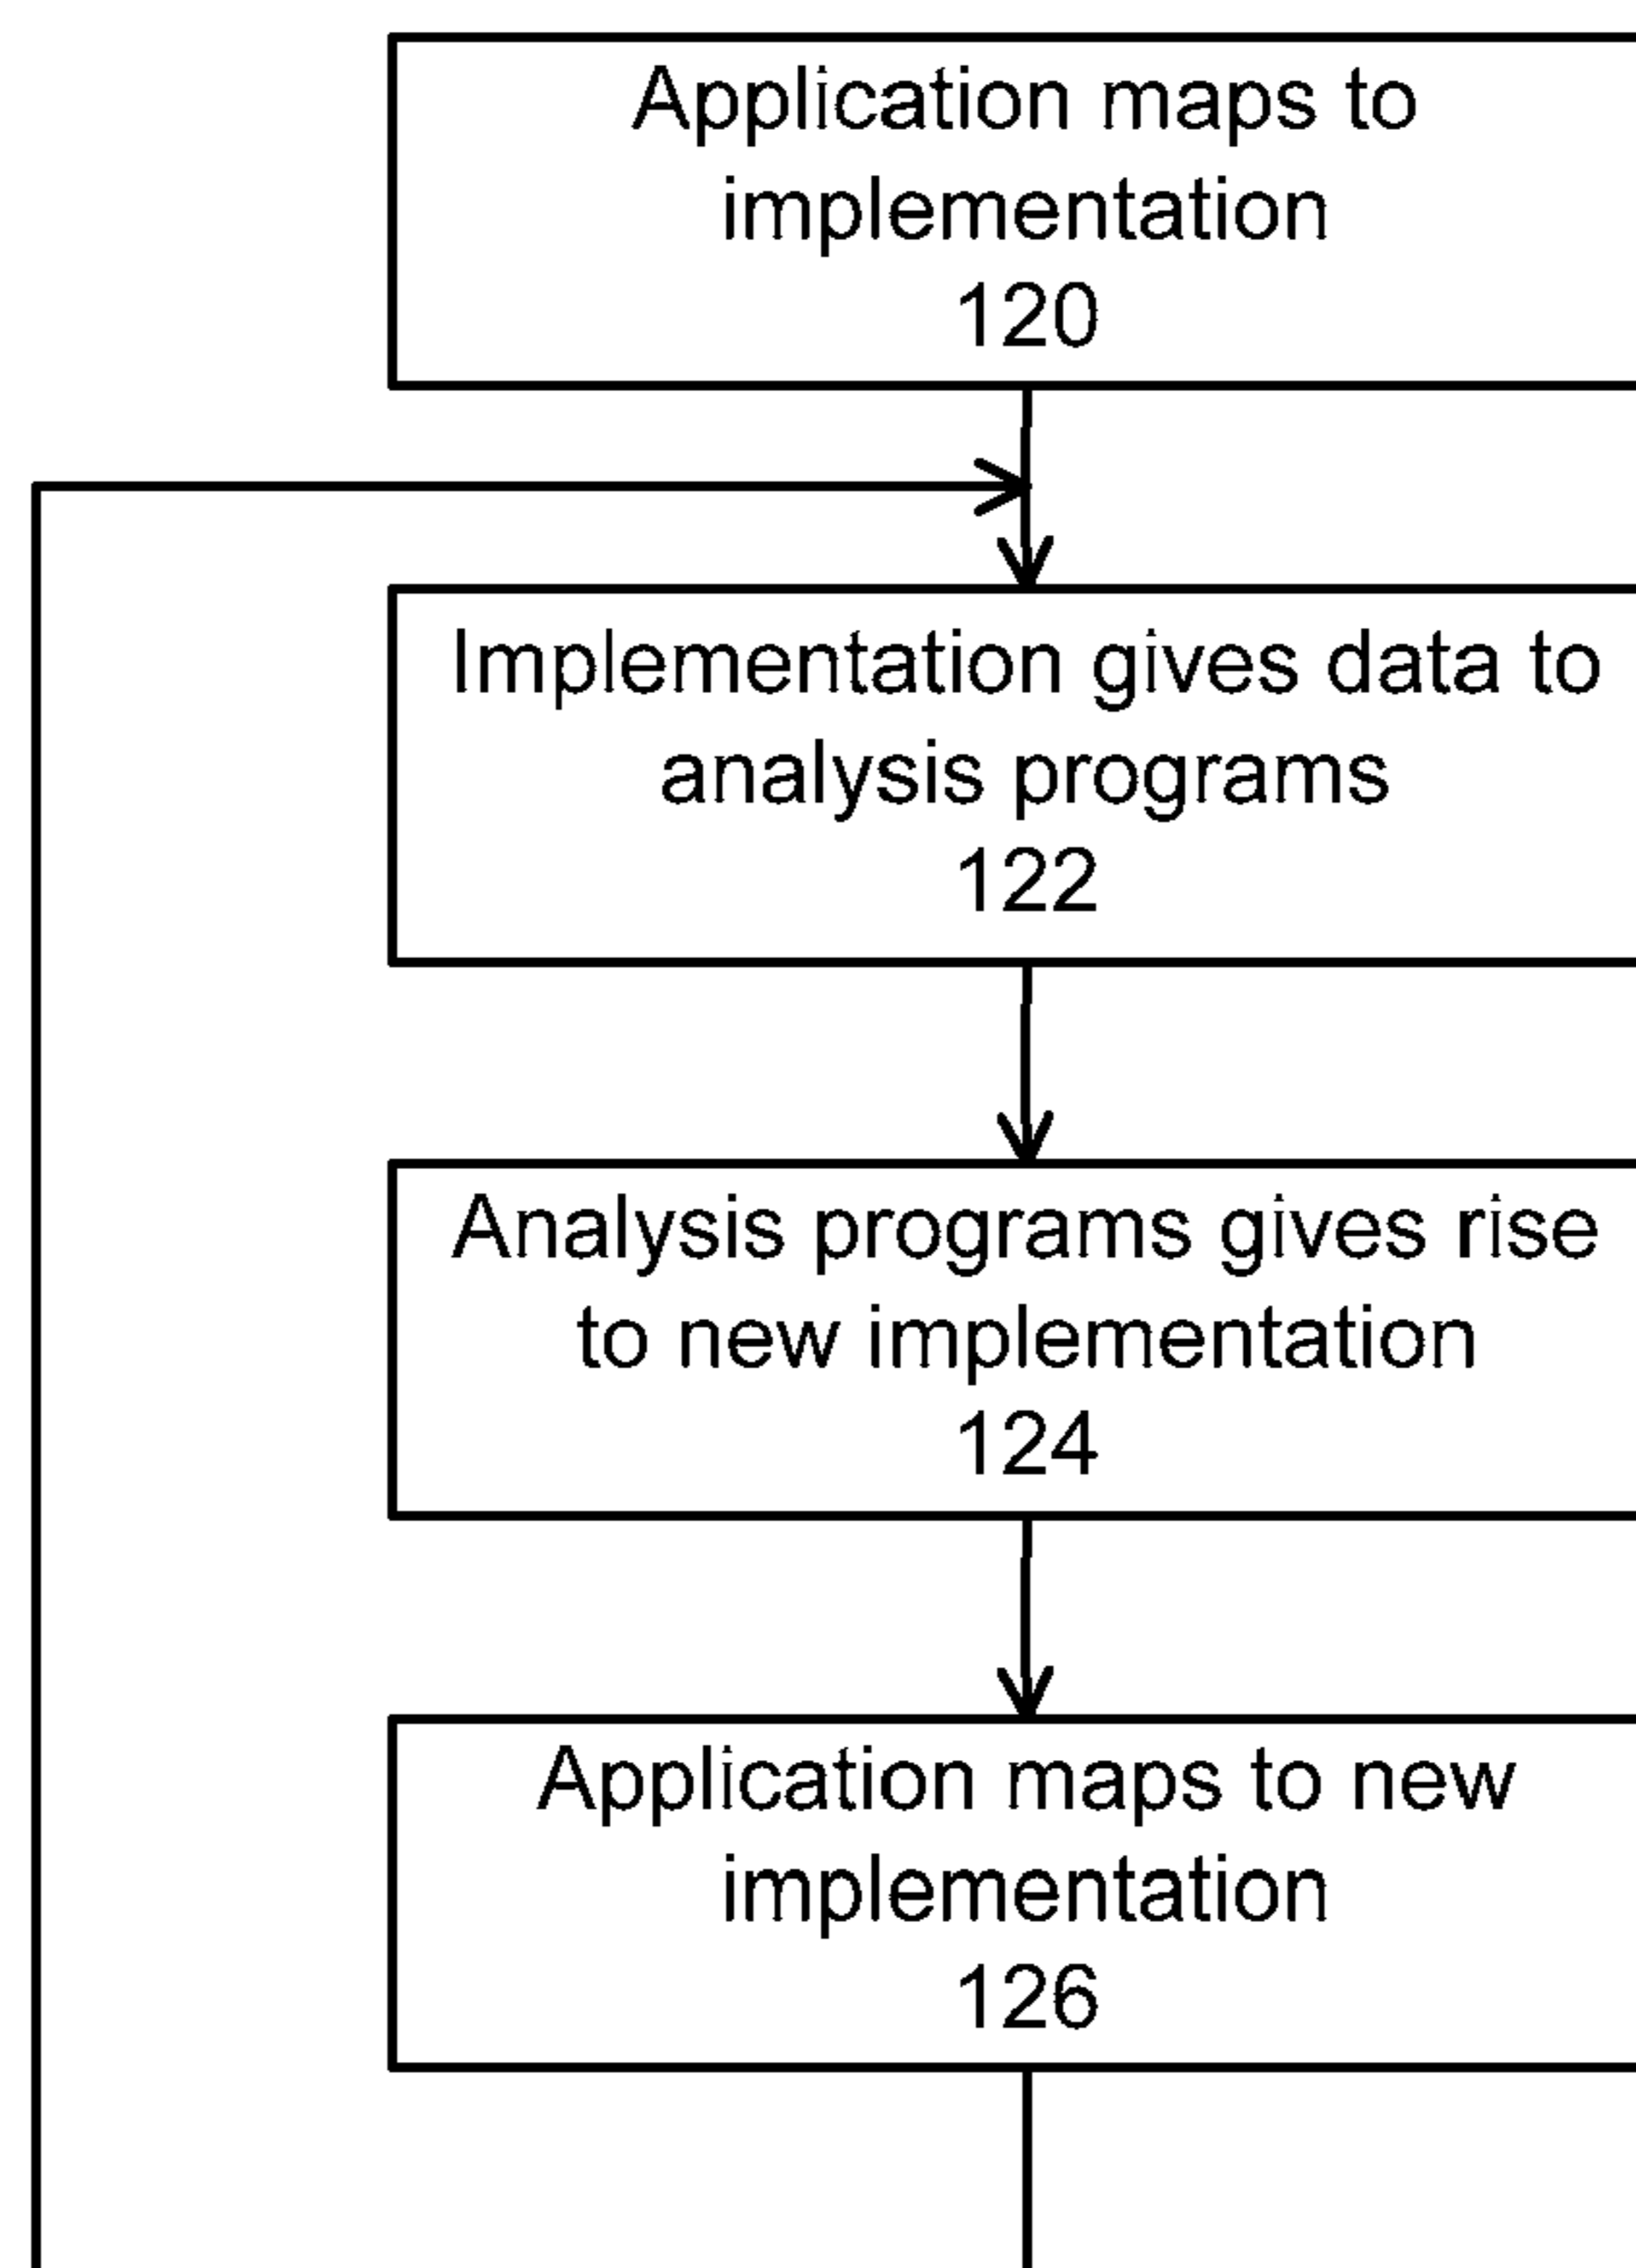 Application maps to
implementation
120
Implementation gives data to
analysis programs
122
Analysis programs gives rise
to new implementation
124
Application maps to new
implementation
126